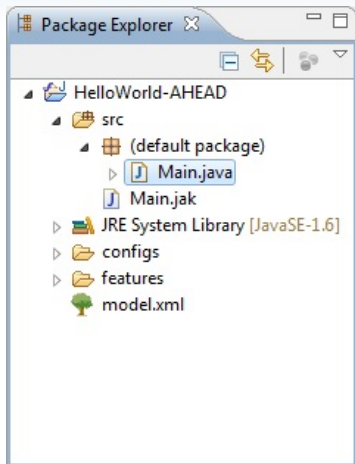 Package Explorer
HelloWorld-AHEAD
src
(default package)
Main.java
Main.jak
JRE System Library [JavaSE-1.6]
configs
features
model.xml